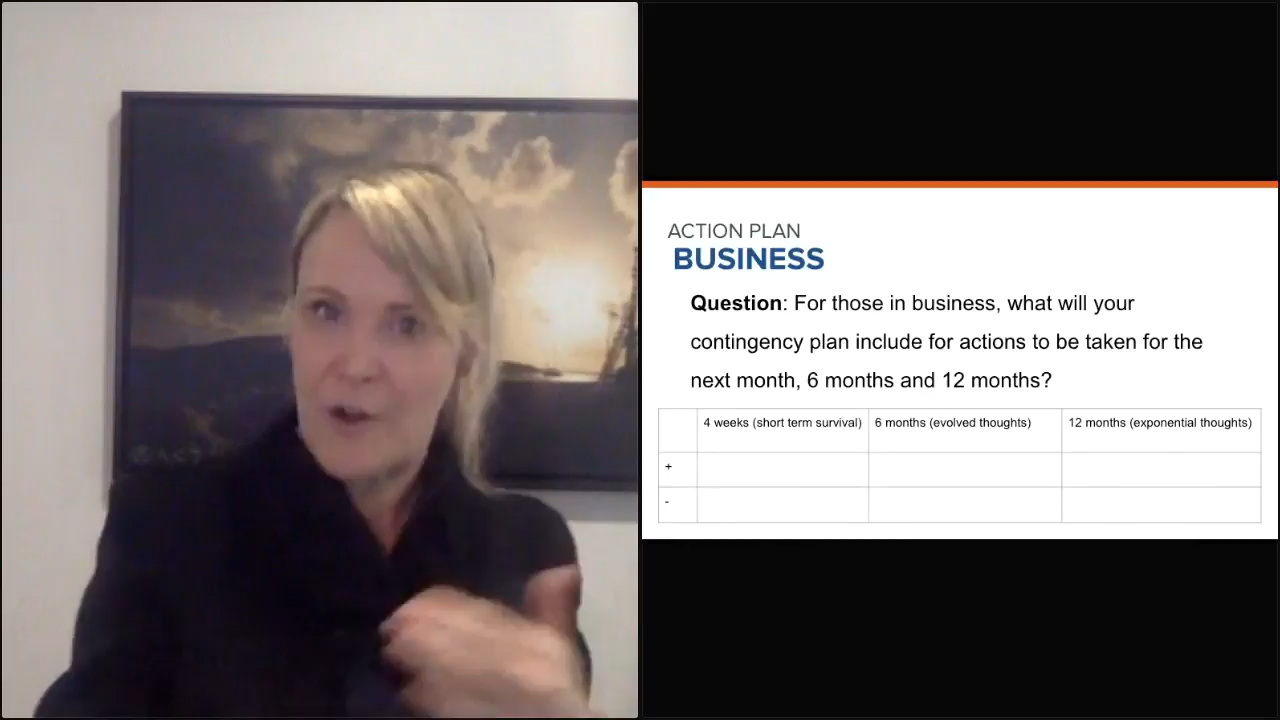 ACTION PLAN
BUSINESS
Question: For those in business, what will your
contingency plan include for actions to be taken for the
next month, 6 months and 12 months?
4 weeks (short term survival) 6 months (evolved thoughts) 12 months (exponential thoughts)
+
-